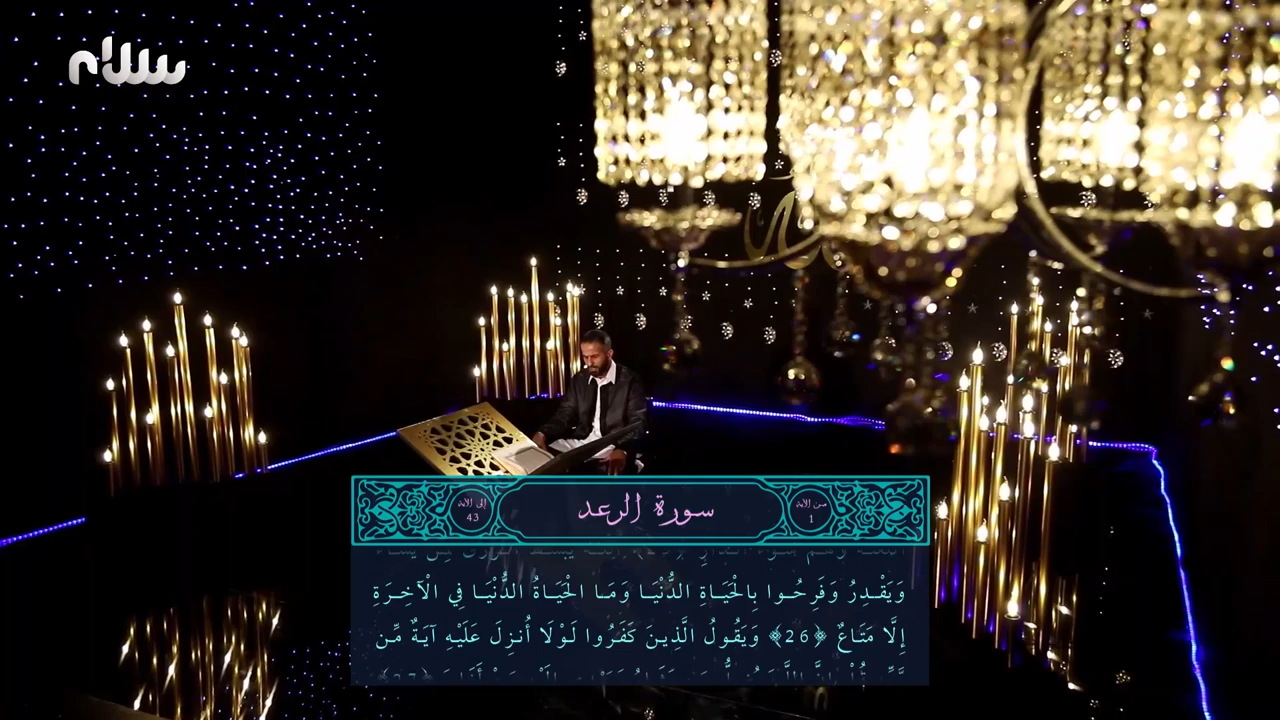 سلام
من الآية
1
سورة الرعد
إلى الآية
43
وَيَقْدِرُ وَفَرِحُوا بِالْحَيَاةِ الدُّنْيَا وَمَا الْحَيَاةُ الدُّنْيَا فِي الْآخِرَةِ
إِلَّا مَتَاعٌ ﴿26﴾ وَيَقُولُ الَّذِينَ كَفَرُوا لَوْلَا أُنزِلَ عَلَيْهِ آيَةٌ مِّن